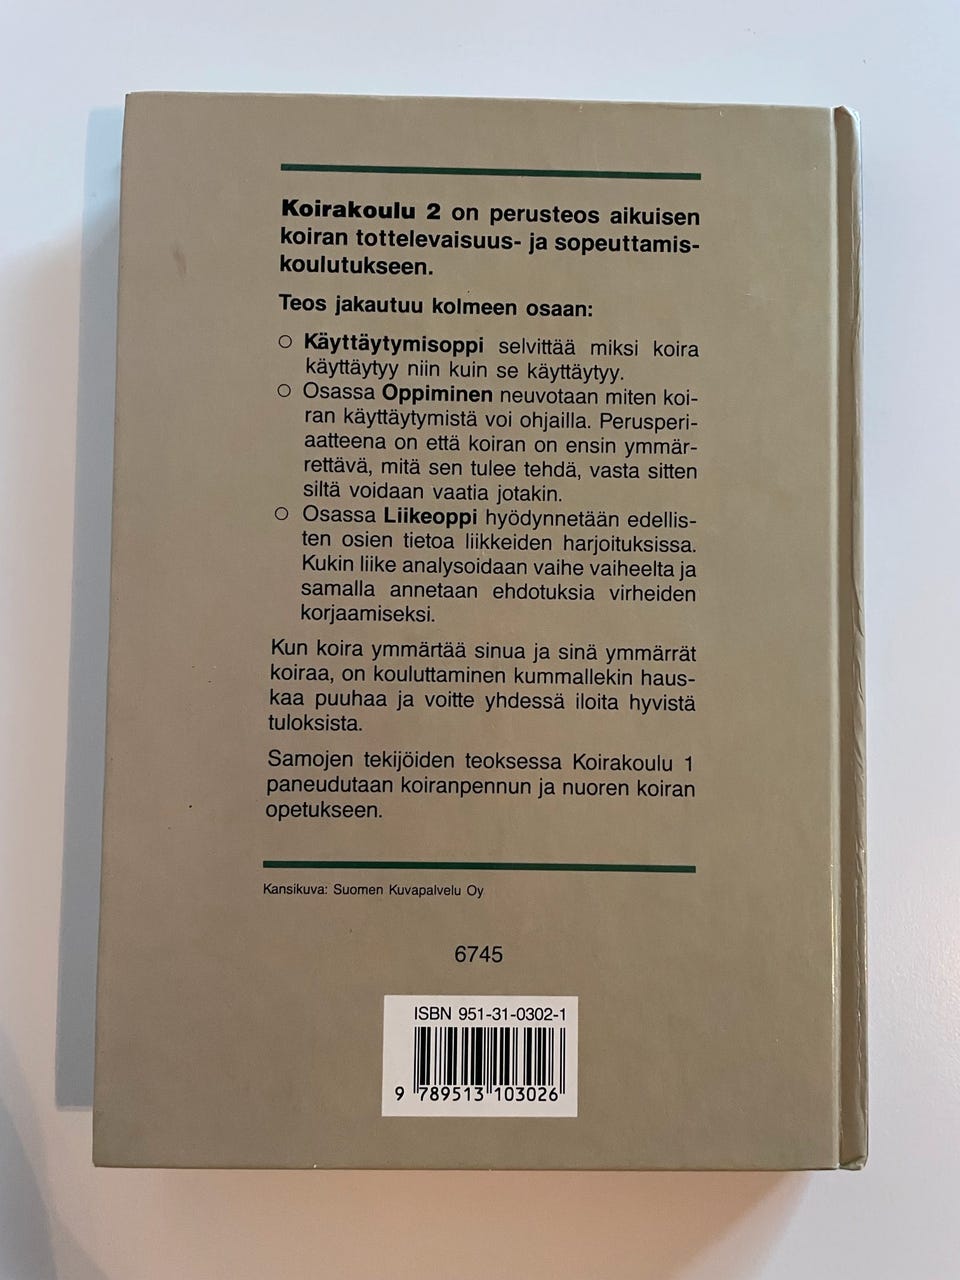 Koirakoulu 2 on perusteos aikuisen
koiran tottelevaisuus- ja sopeuttamis-
koulutukseen.
Teos jakautuu kolmeen osaan:
○ Käyttäytymisoppi selvittää miksi koira
käyttäytyy niin kuin se käyttäytyy.
○ Osassa Oppiminen neuvotaan miten koi-
ran käyttäytymistä voi ohjailla. Perusperi-
aatteena on että koiran on ensin ymmär-
rettävä, mitä sen tulee tehdä, vasta sitten
siltä voidaan vaatia jotakin.
○ Osassa Liikeoppi hyödynnetään edellis-
ten osien tietoa liikkeiden harjoituksissa.
Kukin liike analysoidaan vaihe vaiheelta ja
samalla annetaan ehdotuksia virheiden
korjaamiseksi.
Kun koira ymmärtää sinua ja sinä ymmärrät
koiraa, on kouluttaminen kummallekin haus-
kaa puuhaa ja voitte yhdessä iloita hyvistä
tuloksista.
Samojen tekijöiden teoksessa Koirakoulu 1
paneudutaan koiranpennun ja nuoren koiran
opetukseen.
Kansikuva: Suomen Kuvapalvelu Oy
6745
ISBN 951-31-0302-1
9 789513 103026